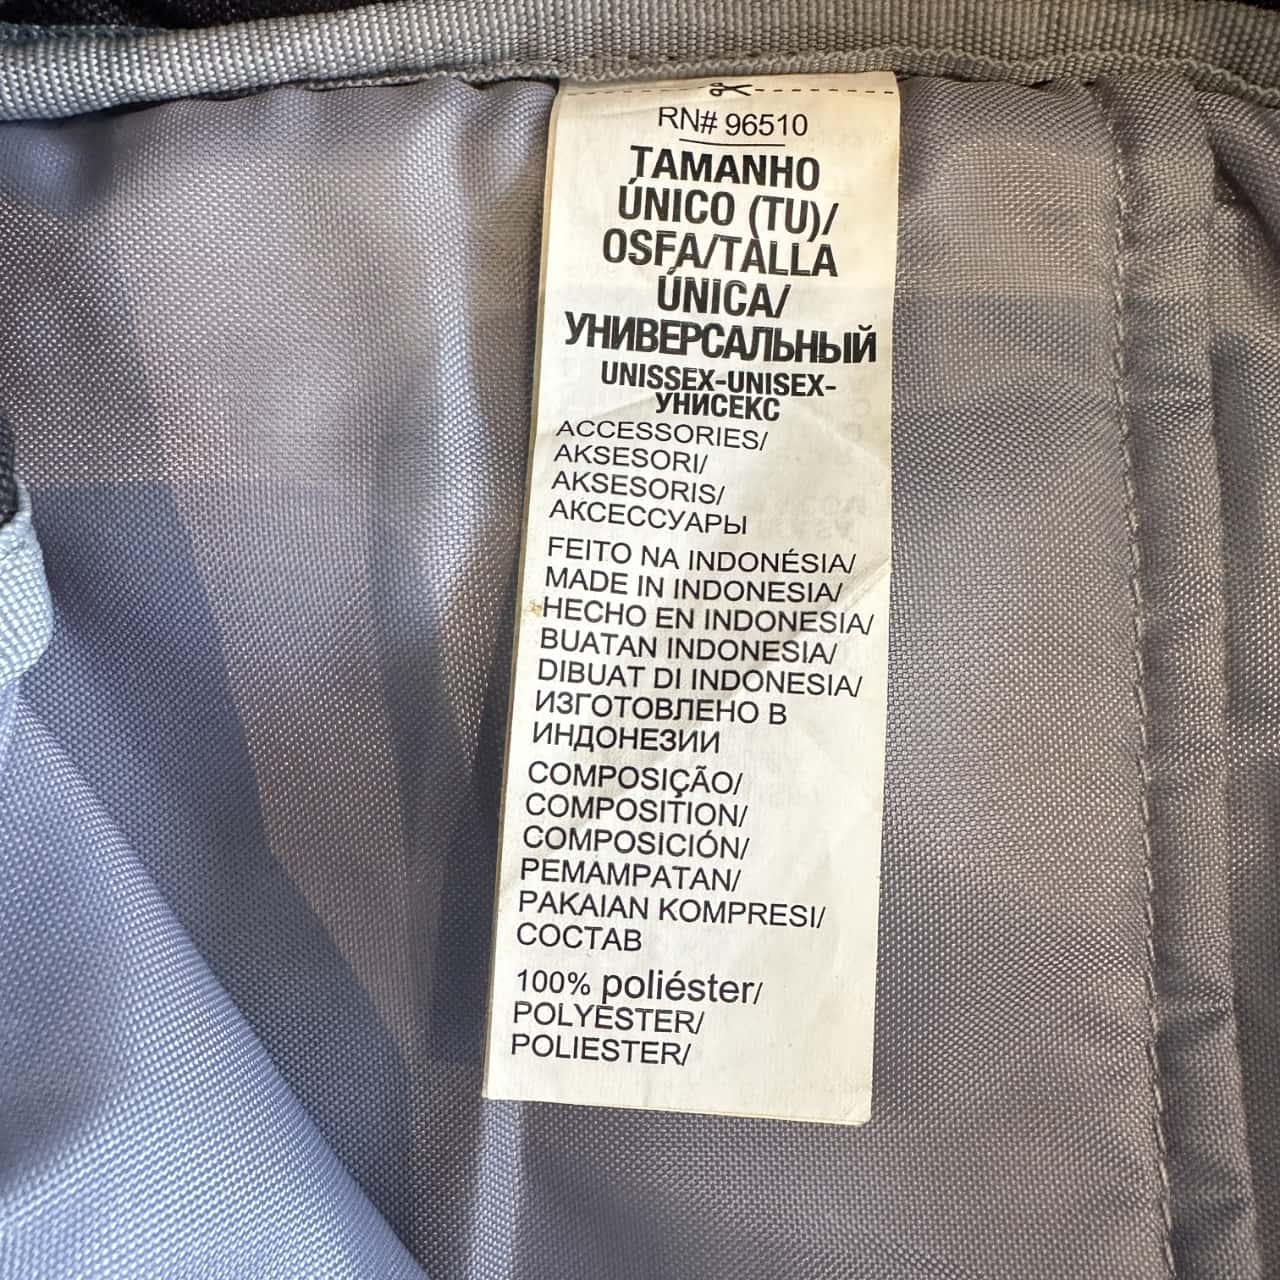 RN# 96510
TAMANHO
ÚNICO (TU)/
OSFA/TALLA
ÚNICA/
УНИВЕРСАЛЬНЫЙ
UNISSEX-UNISEX-
УНИСЕКС
ACCESSORIES/
AKSESORI/
AKSESORIS/
АКСЕССУАРЫ
FEITO NA INDONÉSIA/
MADE IN INDONESIA/
HECHO EN INDONESIA/
BUATAN INDONESIA/
DIBUAT DI INDONESIA/
ИЗГОТОВЛЕНО В
ИНДОНЕЗИИ
COMPOSIÇÃO/
COMPOSITION/
COMPOSICIÓN/
PEMAMPATAN/
PAKAIAN KOMPRESI/
СОСТАВ
100% poliéster/
POLYESTER/
POLIESTER/